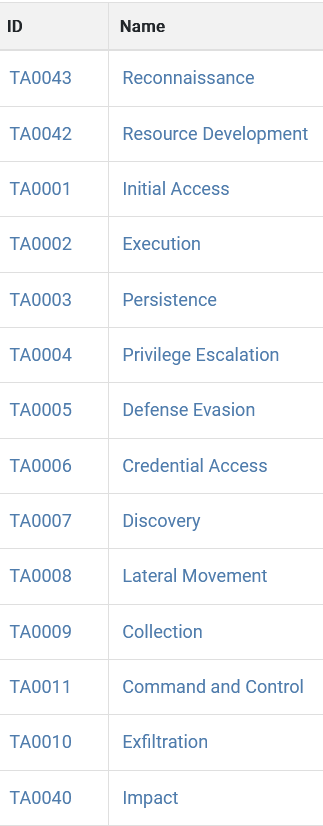 ID Name
TA0043 Reconnaissance
TA0042 Resource Development
TA0001 Initial Access
TA0002 Execution
TA0003 Persistence
TA0004 Privilege Escalation
TA0005 Defense Evasion
TA0006 Credential Access
TA0007 Discovery
TA0008 Lateral Movement
TA0009 Collection
TA0011 Command and Control
TA0010 Exfiltration
TA0040 Impact